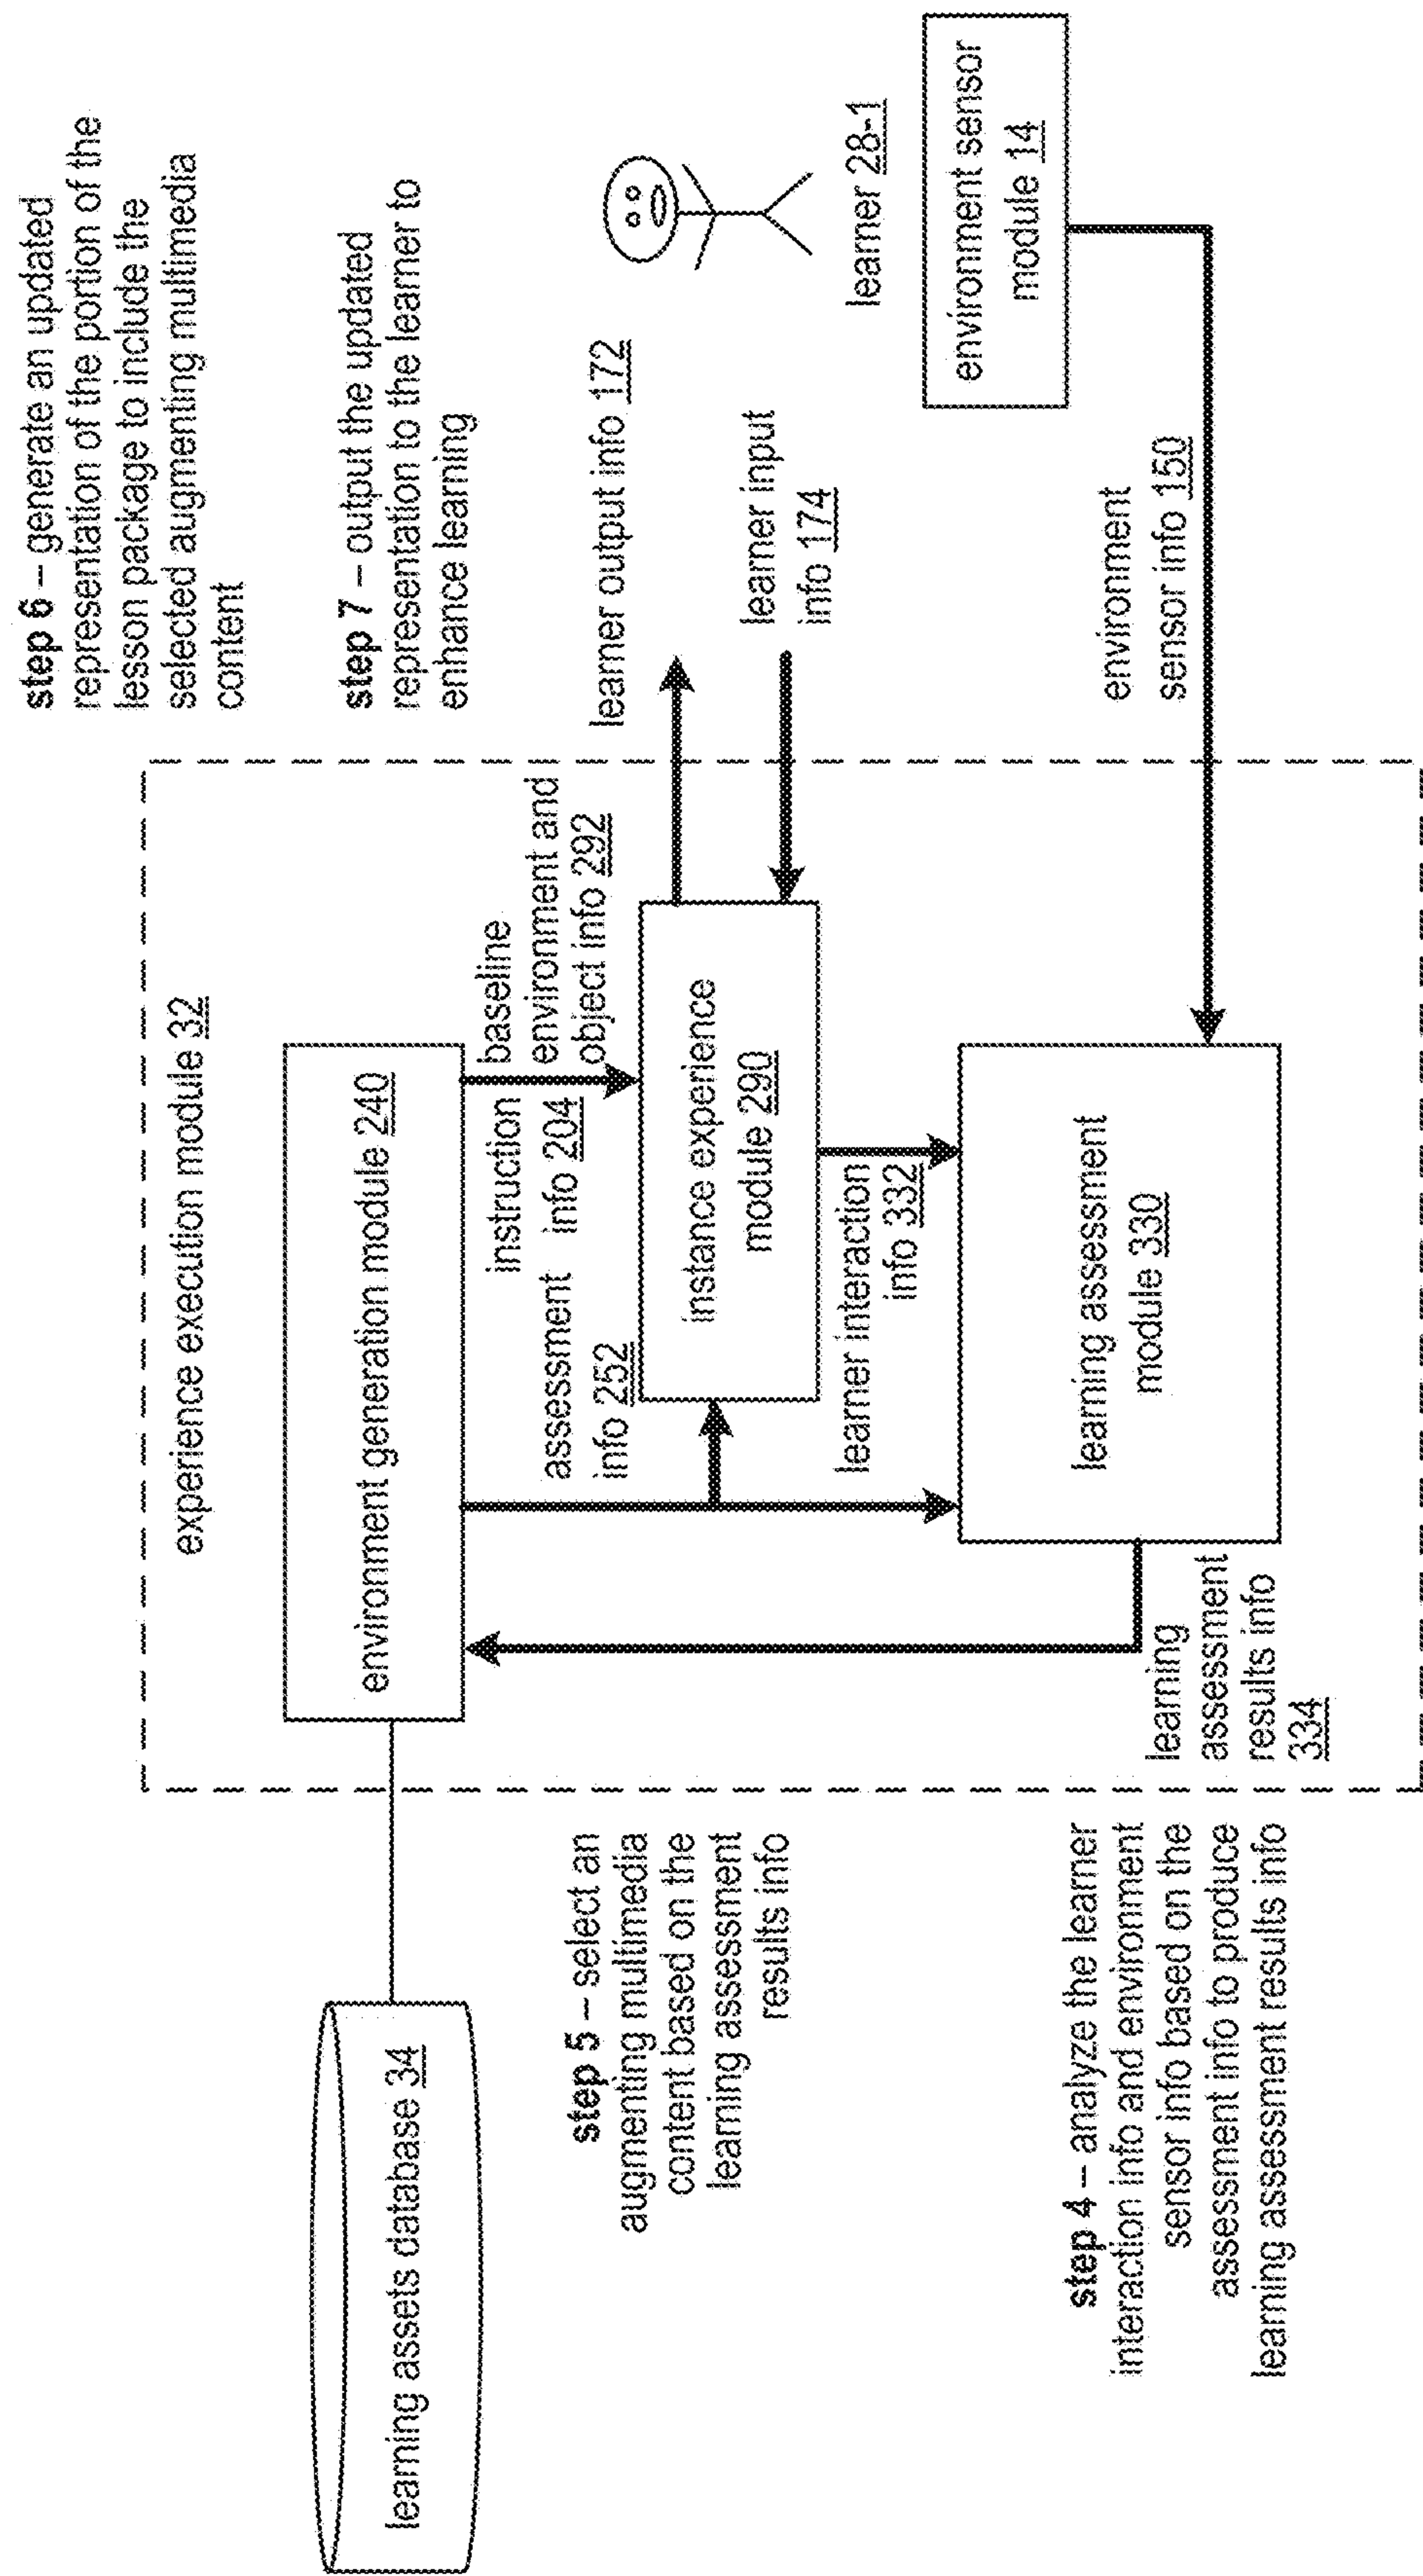 step 6 – generate an updated
representation of the portion of the
lesson package to include the
selected augmenting multimedia
content
step 7 – output the updated
representation to the learner to
enhance learning
experience execution module 32
learning assets database 34
environment generation module 240
baseline
environment and
object info 292
instruction
info 204
assessment
info 252
learner output info 172
learner input
info 174
learner 28-1
instance experience
module 290
step 5 – select an
augmenting multimedia
content based on the
learning assessment
results info
learner interaction
info 332
environment sensor
module 14
environment
sensor info 150
learning assessment
module 330
learning
assessment
results info
334
step 4 – analyze the learner
interaction info and environment
sensor info based on the
assessment info to produce
learning assessment results info